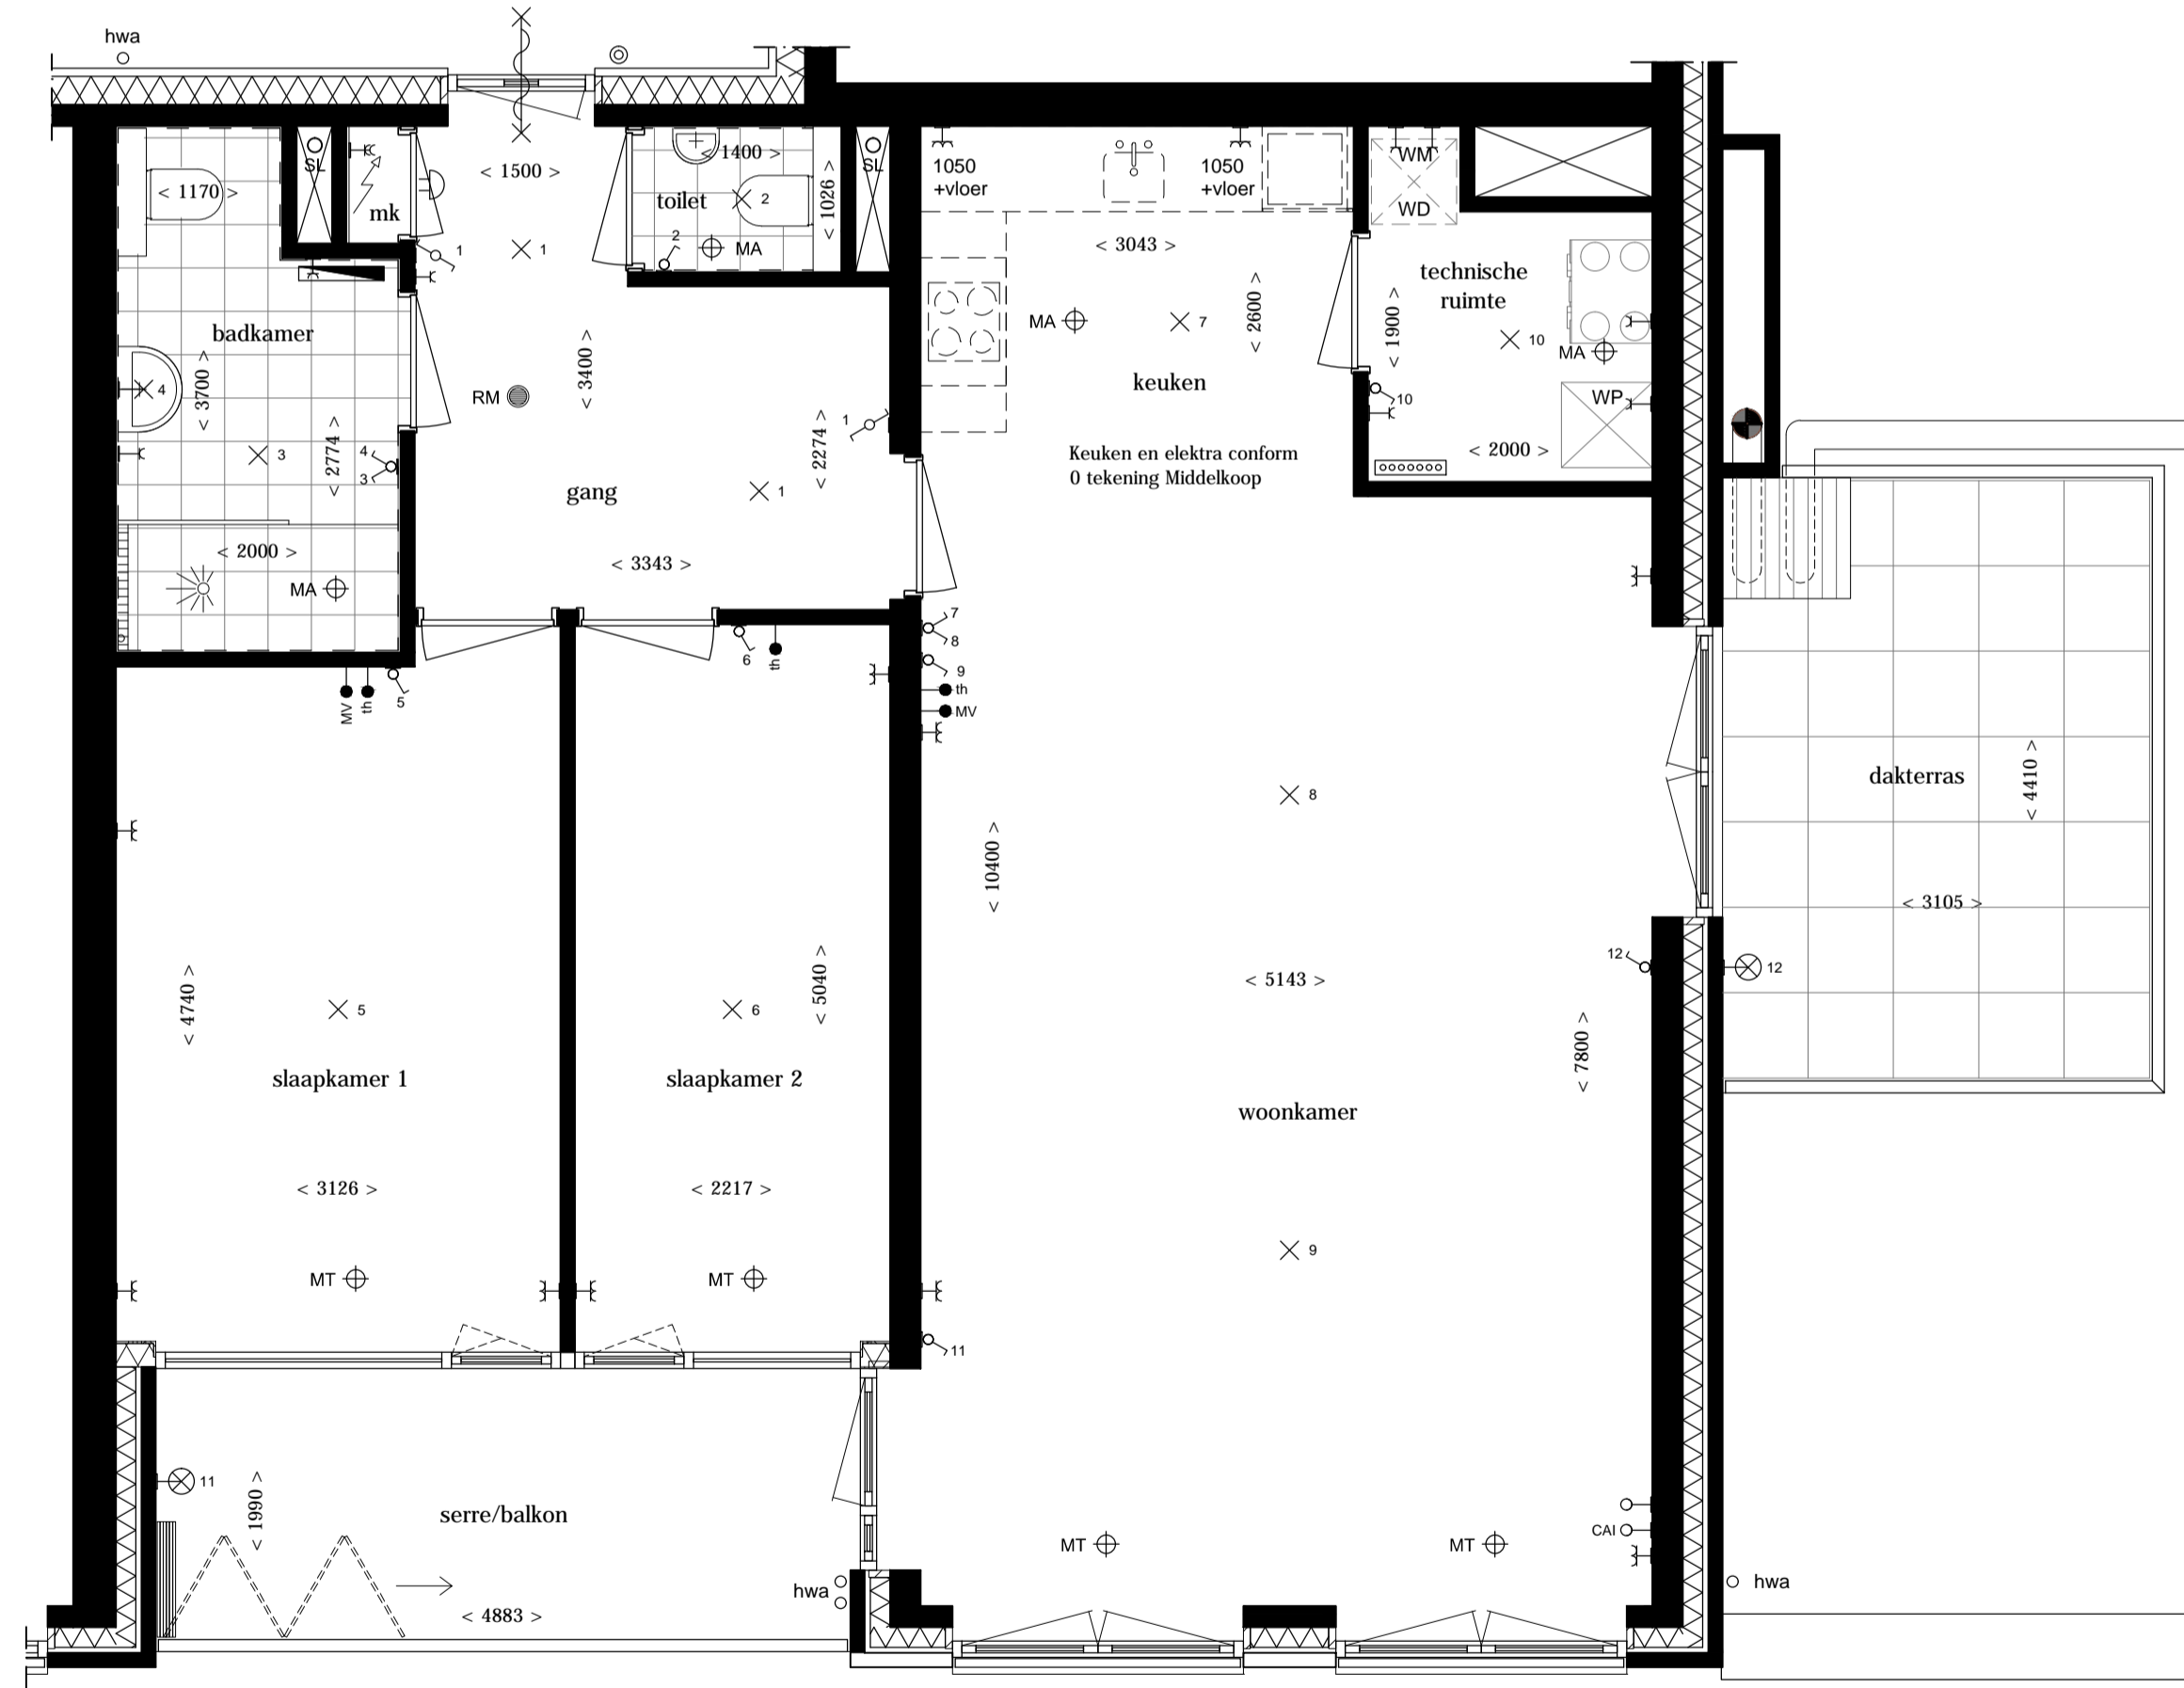 hwa
< 1170 >
SL
mk
< 1500 >
1
1
toilet
< 1400 >
2
< 1026 >
2
MA
SL
1050
+vloer
1050
+vloer
WM
WD
< 3043 >
technische
ruimte
badkamer
4
< 3700 >
3
< 2774 >
4
3
RM
< 3400 >
< 2274 >
1
1
gang
< 3343 >
MA
7
< 2600 >
keuken
Keuken en elektra conform
0 tekening Middelkoop
< 1900 >
10
MA
WP
10
< 2000 >
< 2000 >
MA
MV
th
5
6
th
7
8
9
th
MV
8
dakterras
< 4410 >
< 3105 >
< 10400 >
< 5143 >
12
12
< 4740 >
5
6
< 5040 >
< 7800 >
slaapkamer 1
slaapkamer 2
woonkamer
< 3126 >
< 2217 >
9
MT
MT
11
11
< 1990 >
serre/balkon
< 4883 >
hwa
MT
MT
CAI
hwa